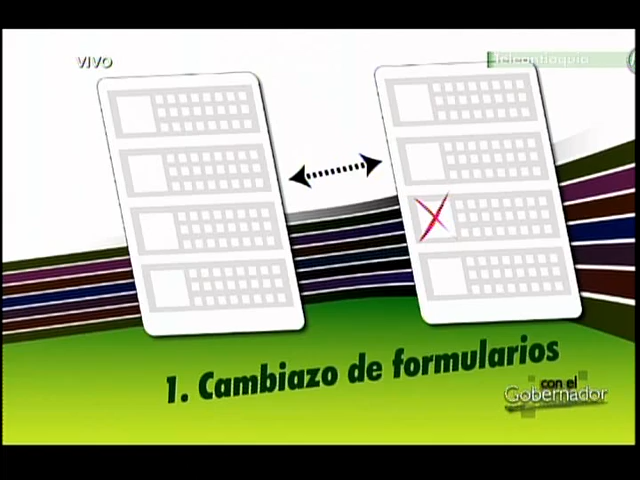 VIVO
Teleantioquia
1. Cambiazo de formularios
con el
Gobernador